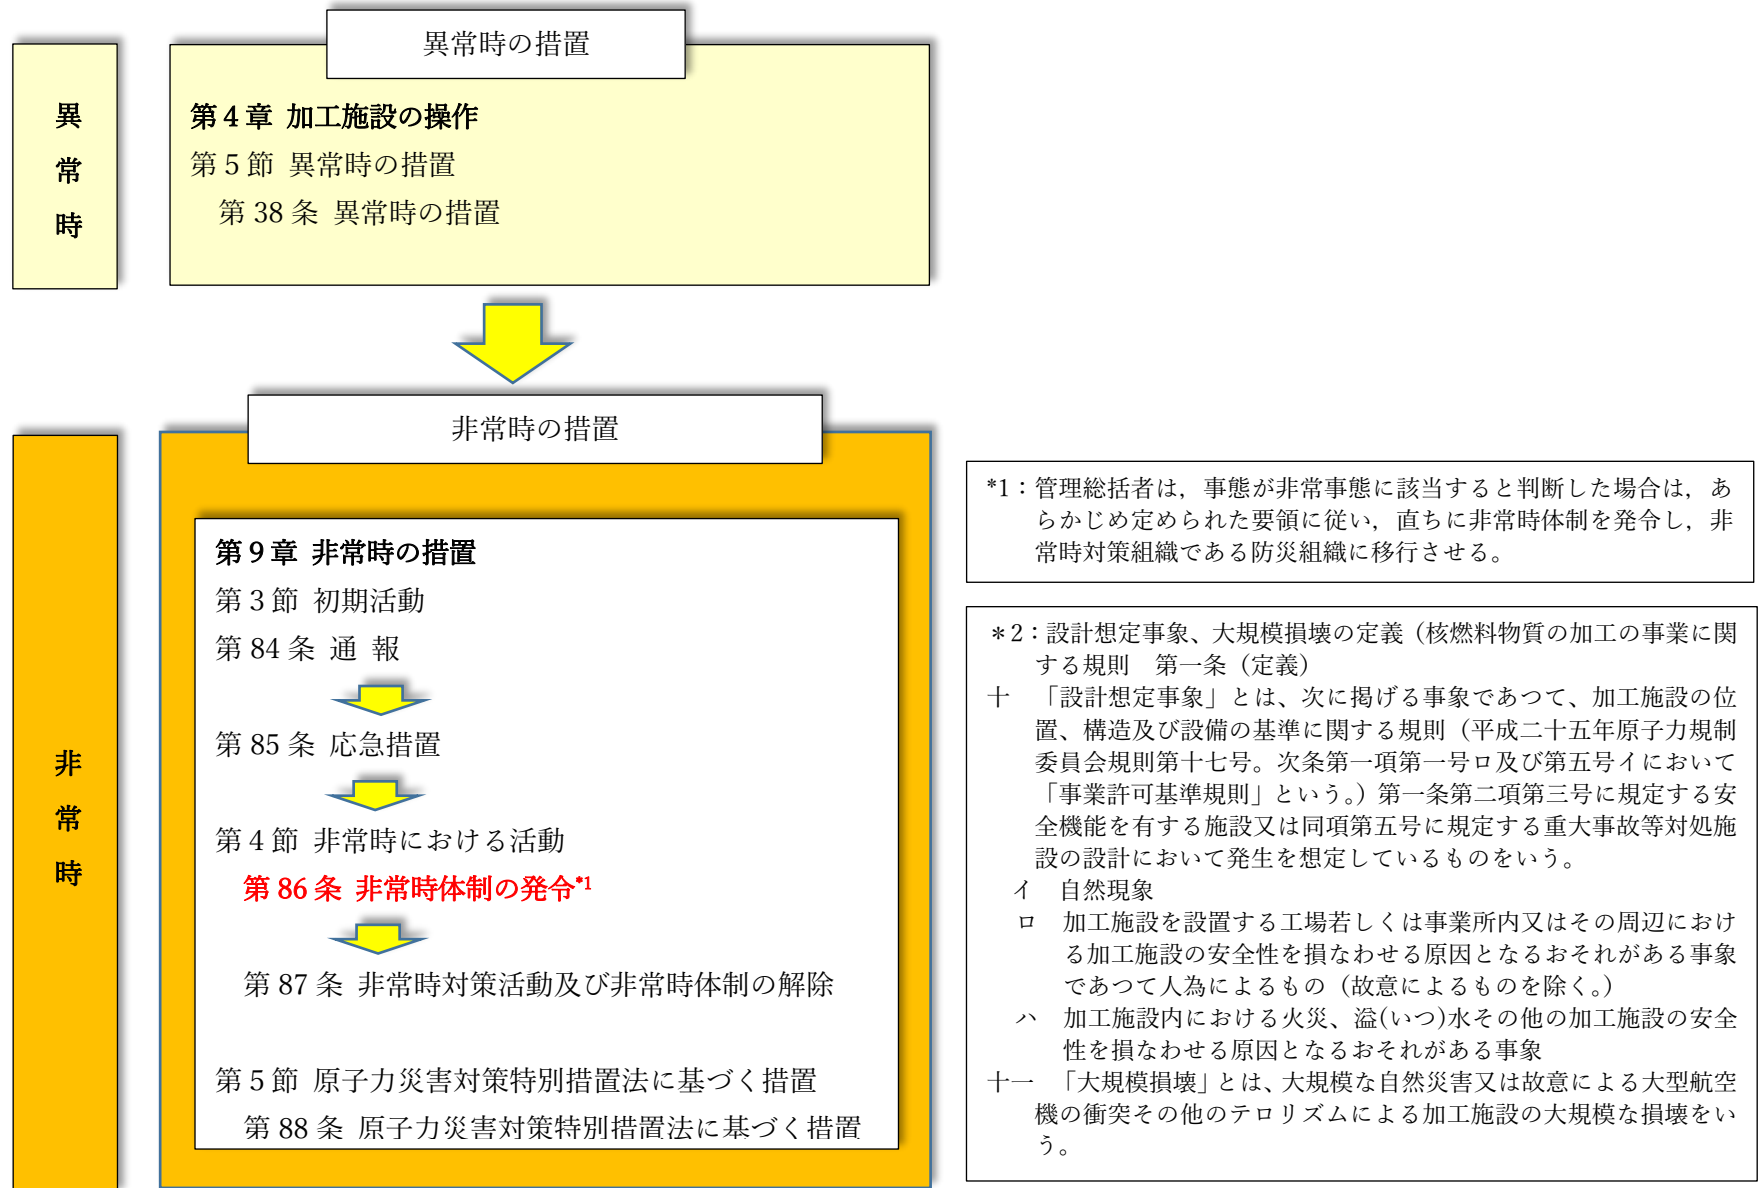 異常時の措置
異
常
時
第4章 加工施設の操作
第5節 異常時の措置
第38条 異常時の措置
非常時の措置
非
常
時
第9章 非常時の措置
第3節 初期活動
第84条 通 報
第85条 応急措置
第4節 非常時における活動
第86条 非常時体制の発令*1
第87条 非常時対策活動及び非常時体制の解除
第5節 原子力災害対策特別措置法に基づく措置
第88条 原子力災害対策特別措置法に基づく措置
*1：管理総括者は，事態が非常事態に該当すると判断した場合は，あ
らかじめ定められた要領に従い，直ちに非常時体制を発令し，非
常時対策組織である防災組織に移行させる。
＊2：設計想定事象、大規模損壊の定義（核燃料物質の加工の事業に関
する規則　第一条（定義）
十　「設計想定事象」とは、次に掲げる事象であつて、加工施設の位
置、構造及び設備の基準に関する規則（平成二十五年原子力規制
委員会規則第十七号。次条第一項第一号ロ及び第五号イにおいて
「事業許可基準規則」という。）第一条第二項第三号に規定する安
全機能を有する施設又は同項第五号に規定する重大事故等対処施
設の設計において発生を想定しているものをいう。
イ　自然現象
ロ　加工施設を設置する工場若しくは事業所内又はその周辺におけ
る加工施設の安全性を損なわせる原因となるおそれがある事象
であつて人為によるもの（故意によるものを除く。）
ハ　加工施設内における火災、溢(いつ)水その他の加工施設の安全
性を損なわせる原因となるおそれがある事象
十一　「大規模損壊」とは、大規模な自然災害又は故意による大型航空
機の衝突その他のテロリズムによる加工施設の大規模な損壊をい
う。